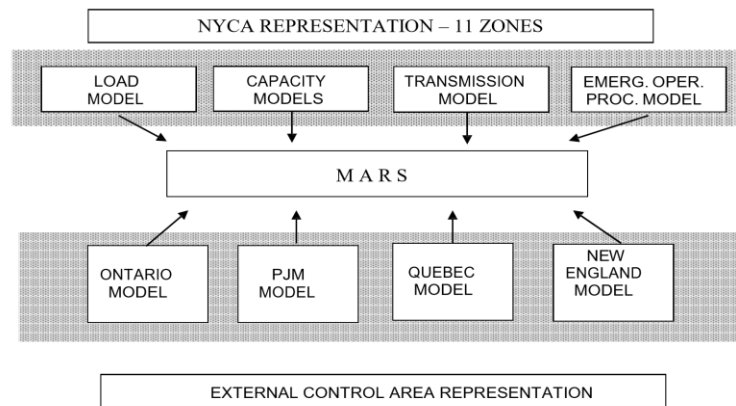 NYCA REPRESENTATION – 11 ZONES
LOAD
MODEL
CAPACITY
MODELS
TRANSMISSION
MODEL
EMERG. OPER.
PROC. MODEL
M A R S
ONTARIO
MODEL
PJM
MODEL
QUEBEC
MODEL
NEW
ENGLAND
MODEL
EXTERNAL CONTROL AREA REPRESENTATION